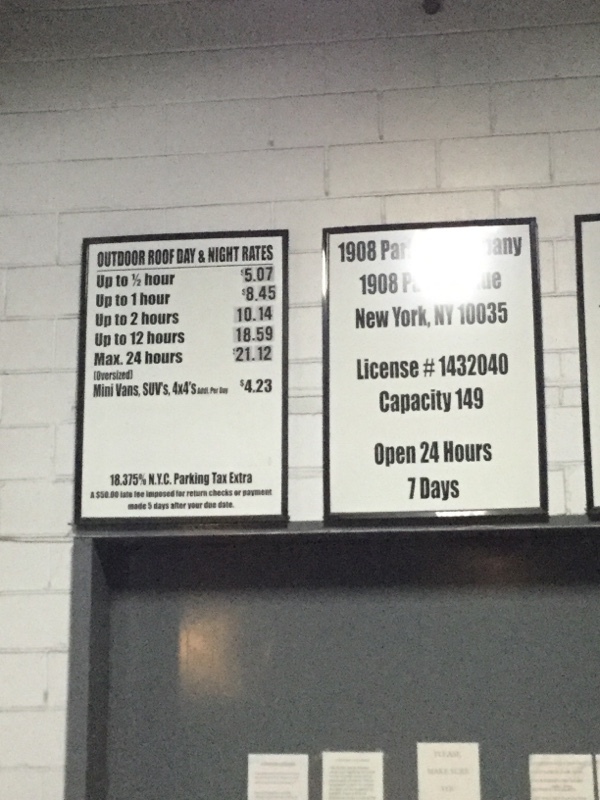 OUTDOOR ROOF DAY & NIGHT RATES
Up to ½ hour $5.07
Up to 1 hour $8.45
Up to 2 hours 10.14
Up to 12 hours 18.59
Max. 24 hours $21.12
(Oversized)
Mini Vans, SUV's, 4x4's Addl. Per Day $4.23
18.375% N.Y.C. Parking Tax Extra
A $50.00 late fee imposed for return checks or payment
made 5 days after your due date.
1908
1908
New York, NY 10035
License # 1432040
Capacity 149
Open 24 Hours
7 Days